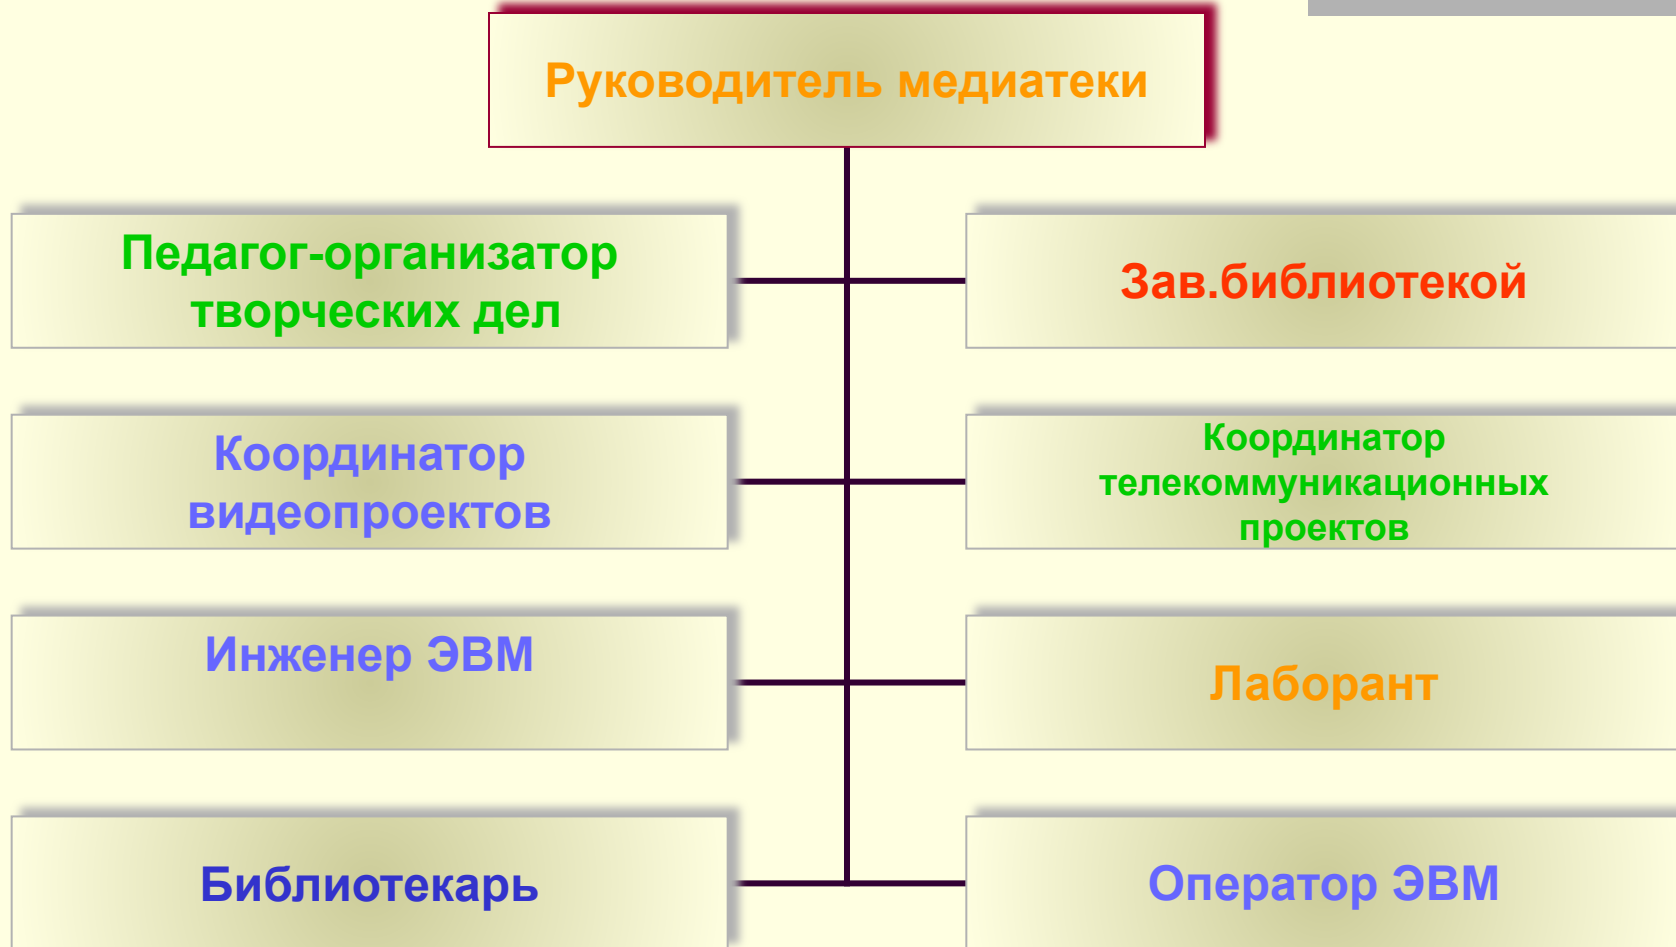 Руководитель медиатеки
Педагог-организатор
творческих дел
Зав.библиотекой
Координатор
видеопроектов
Координатор
телекоммуникационных
проектов
Инженер ЭВМ
Лаборант
Библиотекарь
Оператор ЭВМ